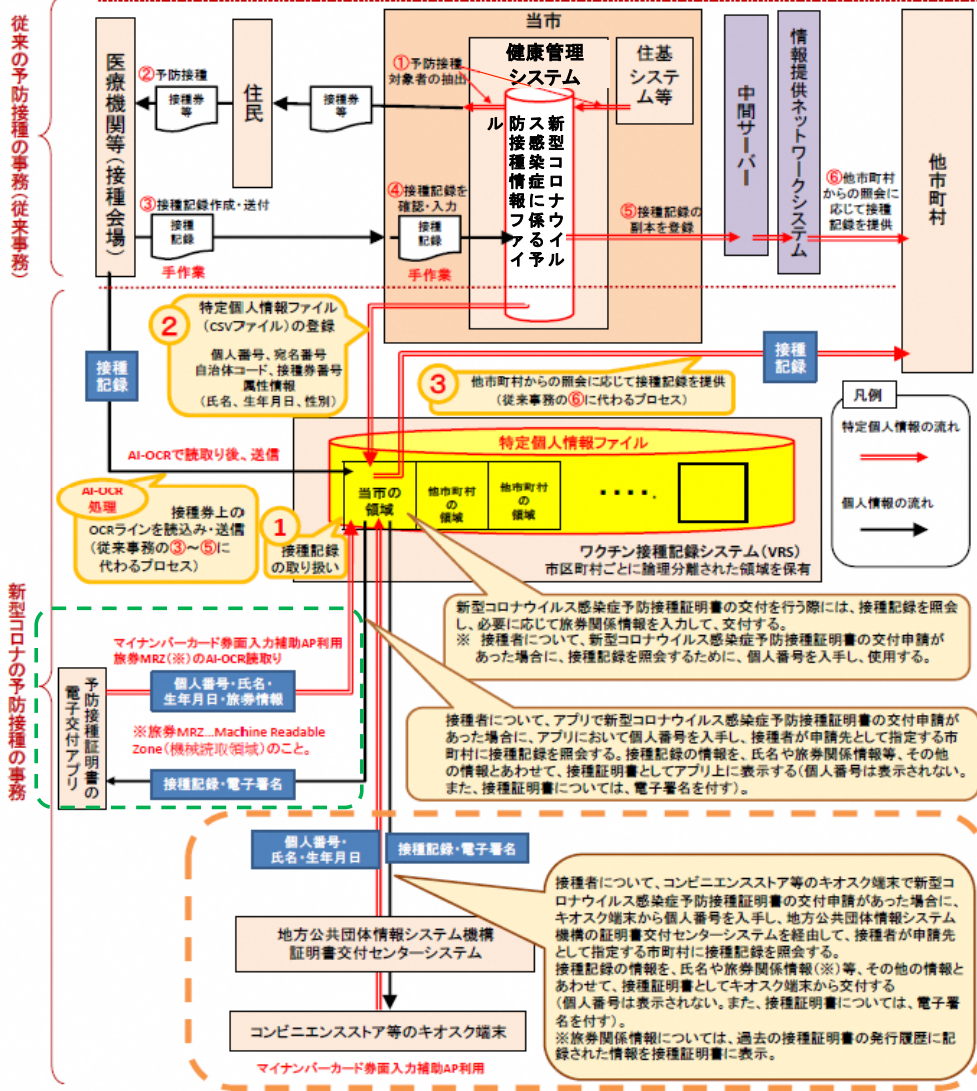 従来の予防接種の事務(従来事務)
医療機関等(接種会場)
②予防接種
接種券
等
住民
接種券
等
当市
①予防接種
対象者の抽出
健康管理
システム
住基
システ
ム等
新型コロナウイル
ス感染症に係る予
防接種情報ファイ
ル
中間サーバー
情報提供ネットワークシステム
他市町村
③接種記録作成・送付
接種
記録
手作業
④接種記録を
確認・入力
接種
記録
手作業
⑤接種記録の
副本を登録
⑥他市町村
からの照会に
応じて接種
記録を提供
新型コロナの予防接種の事務
接種
記録
②
特定個人情報ファイル
(CSVファイル)の登録
個人番号、宛名番号
自治体コード、接種券番号
属性情報
(氏名、生年月日、性別)
接種
記録
③
他市町村からの照会に応じて接種記録を提供
(従来事務の⑥に代わるプロセス)
凡例
特定個人情報の流れ
個人情報の流れ
AI-OCRで読取り後、送信
特定個人情報ファイル
当市の
領域
他市町村
の
領域
他市町村
の
領域
・・・・.
AI-OCR
処理
接種券上の
OCRラインを読込み・送信
(従来事務の③～⑤に
代わるプロセス)
①
接種記録
の取り扱い
ワクチン接種記録システム(VRS)
市区町村ごとに論理分離された領域を保有
新型コロナウイルス感染症予防接種証明書の交付を行う際には、接種記録を照会
し、必要に応じて旅券関係情報を入力して、交付する。
※ 接種者について、新型コロナウイルス感染症予防接種証明書の交付申請が
あった場合に、接種記録を照会するために、個人番号を入手し、使用する。
マイナンバーカード券面入力補助AP利用
旅券MRZ(※)のAI-OCR読取り
予防接種証明書の
電子交付アプリ
個人番号・氏名・
生年月日・旅券情報
※旅券MRZ…Machine Readable
Zone(機械読取領域)のこと。
接種記録・電子署名
接種者について、アプリで新型コロナウイルス感染症予防接種証明書の交付申請が
あった場合に、アプリにおいて個人番号を入手し、接種者が申請先として指定する市
町村に接種記録を照会する。接種記録の情報を、氏名や旅券関係情報等、その他
の情報とあわせて、接種証明書としてアプリ上に表示する(個人番号は表示されない。
また、接種証明書については、電子署名を付す)。
個人番号・
氏名・生年月日
接種記録・電子署名
地方公共団体情報システム機構
証明書交付センターシステム
コンビニエンスストア等のキオスク端末
マイナンバーカード券面入力補助AP利用
接種者について、コンビニエンスストア等のキオスク端末で新型コ
ロナウイルス感染症予防接種証明書の交付申請があった場合に、
キオスク端末から個人番号を入手し、地方公共団体情報システム
機構の証明書交付センターシステムを経由して、接種者が申請先
として指定する市町村に接種記録を照会する。
接種記録の情報を、氏名や旅券関係情報(※)等、その他の情報と
あわせて、接種証明書としてキオスク端末から交付する
(個人番号は表示されない。また、接種証明書については、電子署
名を付す)。
※旅券関係情報については、過去の接種証明書の発行履歴に記
録された情報を接種証明書に表示。